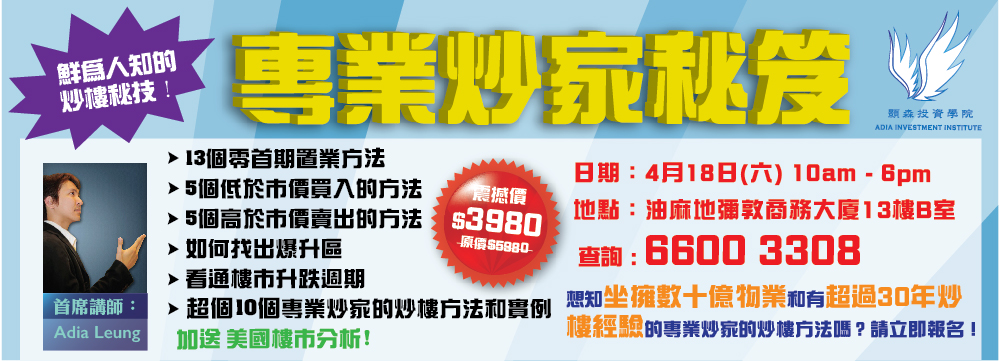 鮮為人知的
炒樓秘技！
專業炒家秘笈
顥森投資學院
ADIA INVESTMENT INSTITUTE
首席講師：
Adia Leung
➤ 13個零首期置業方法
➤ 5個低於市價買入的方法
➤ 5個高於市價賣出的方法
➤ 如何找出爆升區
➤ 看通樓市升跌週期
➤ 超個10個專業炒家的炒樓方法和實例
加送 美國樓市分析!
震撼價
$3980
原價$5980
日期：4月18日(六) 10am - 6pm
地點：油麻地彌敦商務大廈13樓B室
查詢：6600 3308
想知坐擁數十億物業和有超過30年炒
樓經驗的專業炒家的炒樓方法嗎？請立即報名！